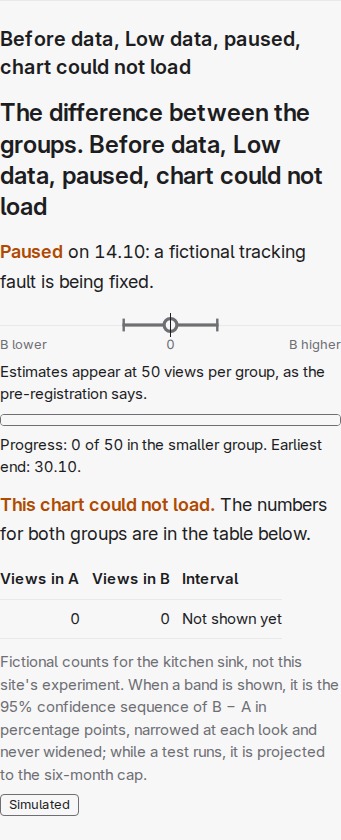 Before data, Low data, paused,
chart could not load
The difference between the
groups. Before data, Low
data, paused, chart could not
load
Paused on 14.10: a fictional tracking
fault is being fixed.
B lower 0 B higher
Estimates appear at 50 views per group, as the
pre-registration says.
Progress: 0 of 50 in the smaller group. Earliest
end: 30.10.
This chart could not load. The numbers
for both groups are in the table below.
Views in A Views in B Interval
0 0 Not shown yet
Fictional counts for the kitchen sink, not this
site's experiment. When a band is shown, it is the
95% confidence sequence of B − A in
percentage points, narrowed at each look and
never widened; while a test runs, it is projected
to the six-month cap.
Simulated